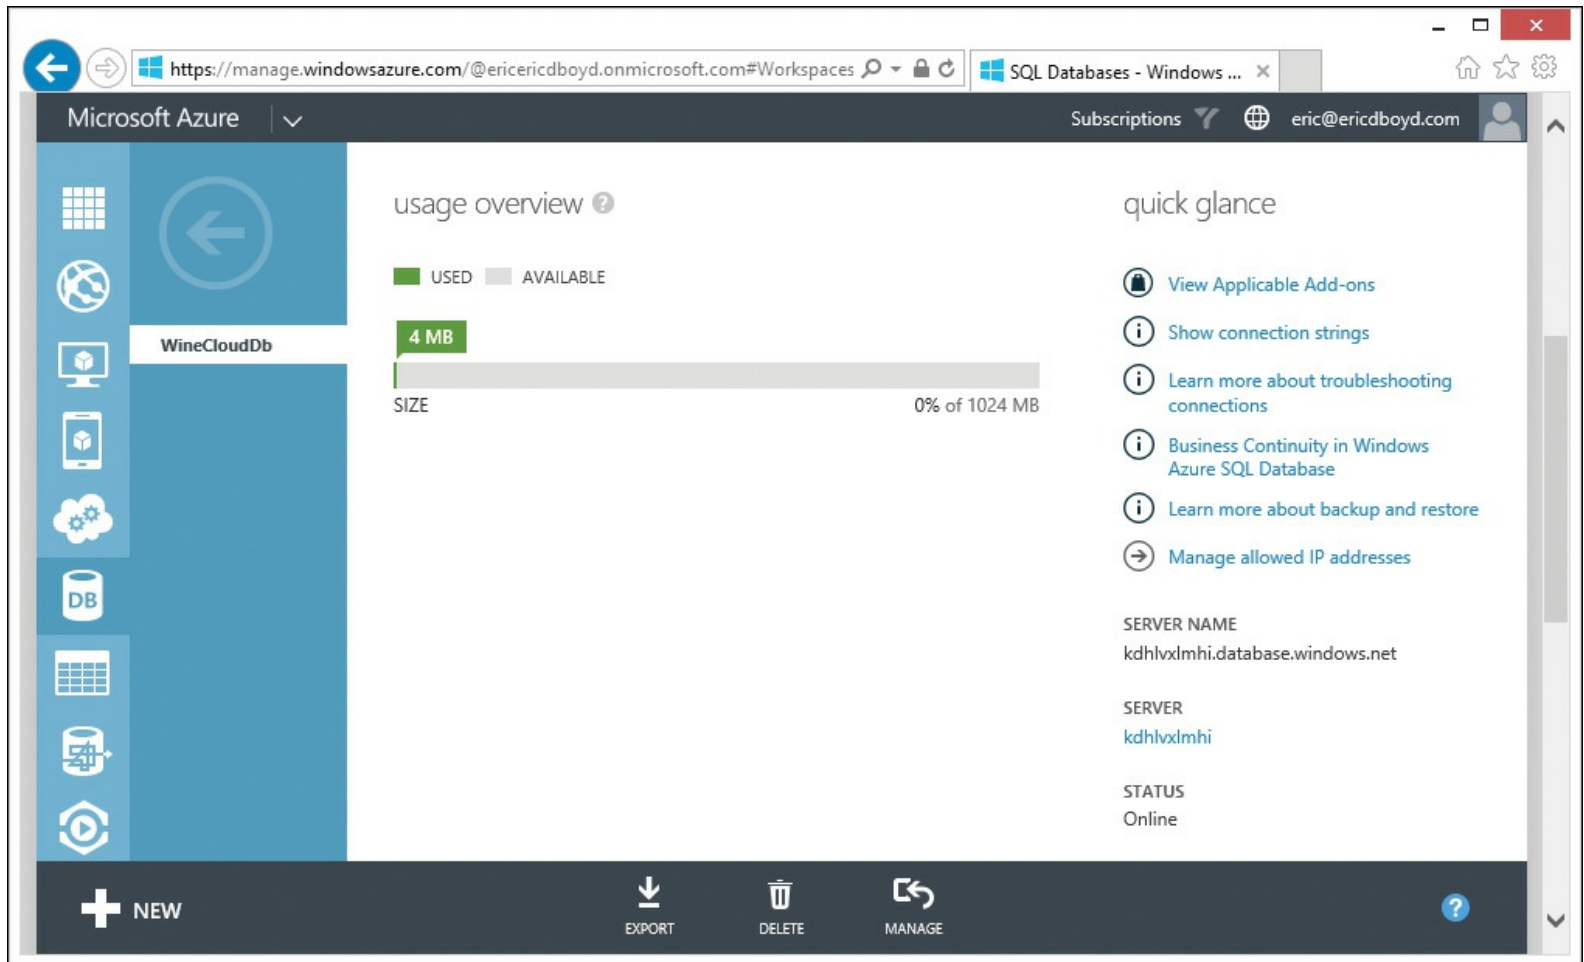 https://manage.windowsazure.com/@ericericdboyd.onmicrosoft.com#Workspaces
SQL Databases - Windows ...
Microsoft Azure
Subscriptions
eric@ericdboyd.com
WineCloudDb
DB
usage overview ?
USED AVAILABLE
4 MB
SIZE 0% of 1024 MB
quick glance
View Applicable Add-ons
Show connection strings
Learn more about troubleshooting
connections
Business Continuity in Windows
Azure SQL Database
Learn more about backup and restore
Manage allowed IP addresses
SERVER NAME
kdhlvxlmhi.database.windows.net
SERVER
kdhlvxlmhi
STATUS
Online
NEW
EXPORT
DELETE
MANAGE
?